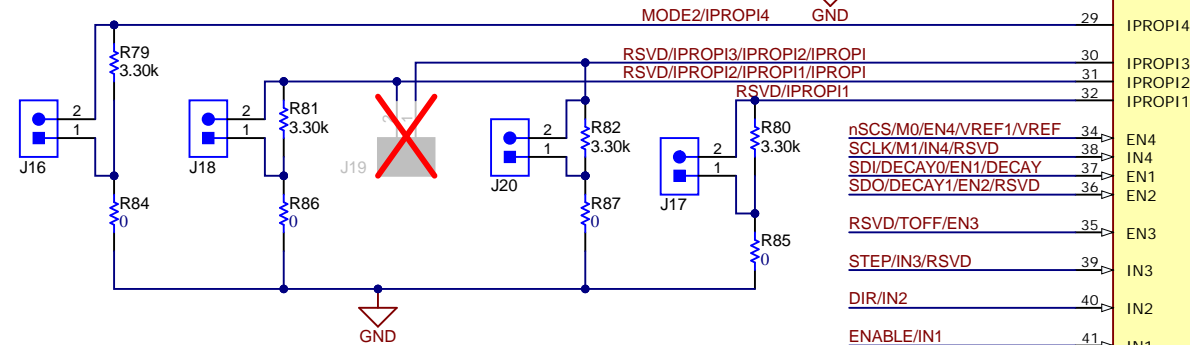 MODE2/IPROPI4
GND
29
IPROPI4
R79
3.30k
RSVD/IPROPI3/IPROPI2/IPROPI
30
IPROPI3
RSVD/IPROPI2/IPROPI1/IPROPI
31
IPROPI2
RSVD/IPROPI1
32
IPROPI1
2
1
J16
2
1
J18
R81
3.30k
J19
2
1
J20
R82
3.30k
2
1
J17
R80
3.30k
nSCS/M0/EN4/VREF1/VREF
34
EN4
SCLK/M1/IN4/RSVD
38
IN4
SDI/DECAY0/EN1/DECAY
37
EN1
SDO/DECAY1/EN2/RSVD
36
EN2
R84
0
R86
0
R87
0
R85
0
RSVD/TOFF/EN3
35
EN3
STEP/IN3/RSVD
39
IN3
DIR/IN2
40
IN2
GND
ENABLE/IN1
41
IN1